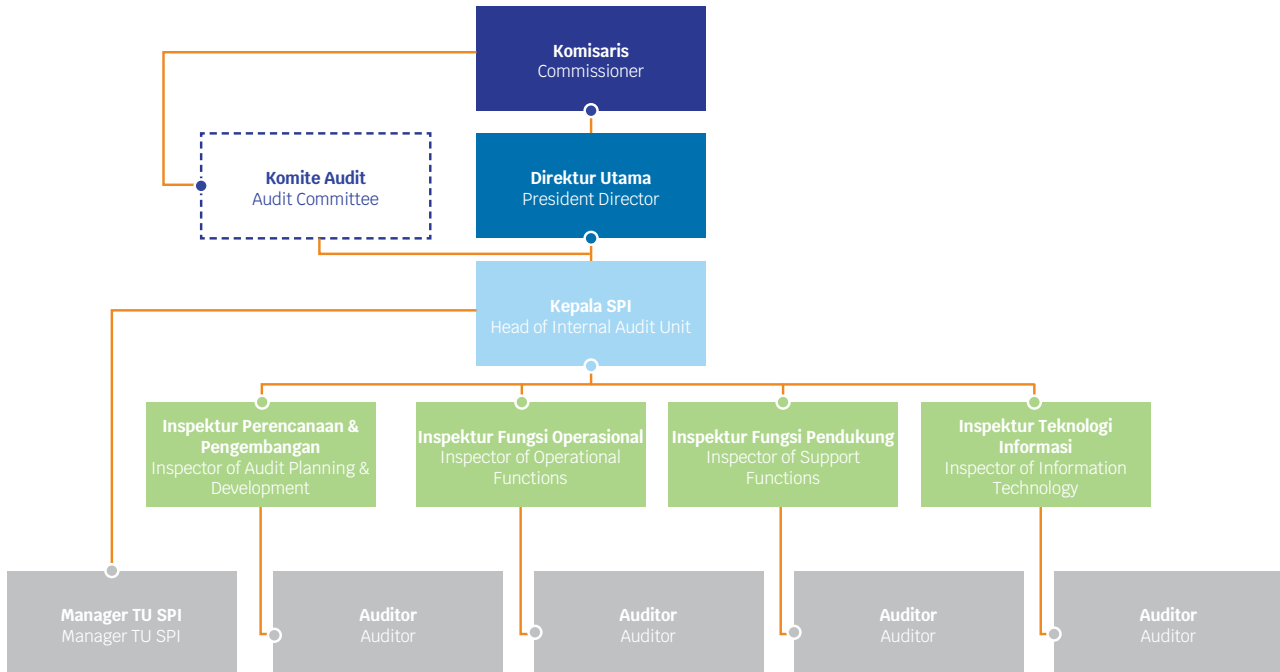 Komisaris
Commissioner
Komite Audit
Audit Committee
Direktur Utama
President Director
Kepala SPI
Head of Internal Audit Unit
Inspektur Perencanaan &
Pengembangan
Inspector of Audit Planning &
Development
Inspektur Fungsi Operasional
Inspector of Operational
Functions
Inspektur Fungsi Pendukung
Inspector of Support
Functions
Inspektur Teknologi
Informasi
Inspector of Information
Technology
Manager TU SPI
Manager TU SPI
Auditor
Auditor
Auditor
Auditor
Auditor
Auditor
Auditor
Auditor